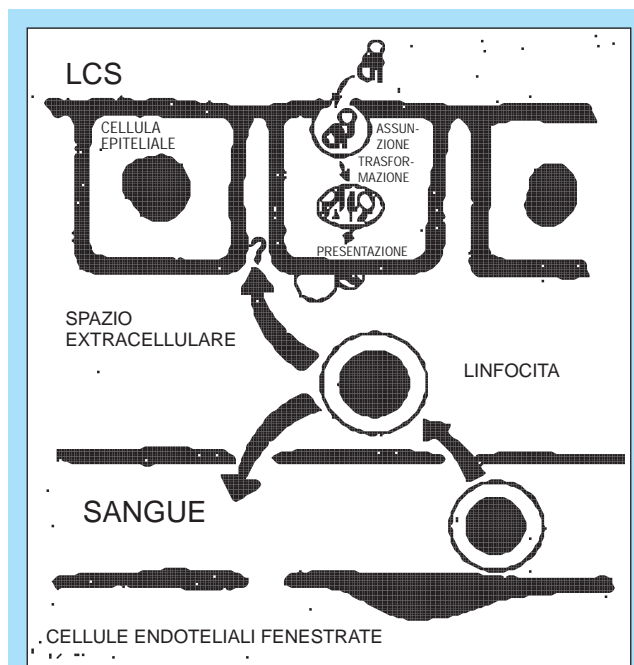 LCS
CELLULA
EPITELIALE
ASSUN-
ZIONE
TRASFOR-
MAZIONE
PRESENTAZIONE
?
SPAZIO
EXTRACELLULARE
LINFOCITA
SANGUE
CELLULE ENDOTELIALI FENESTRATE